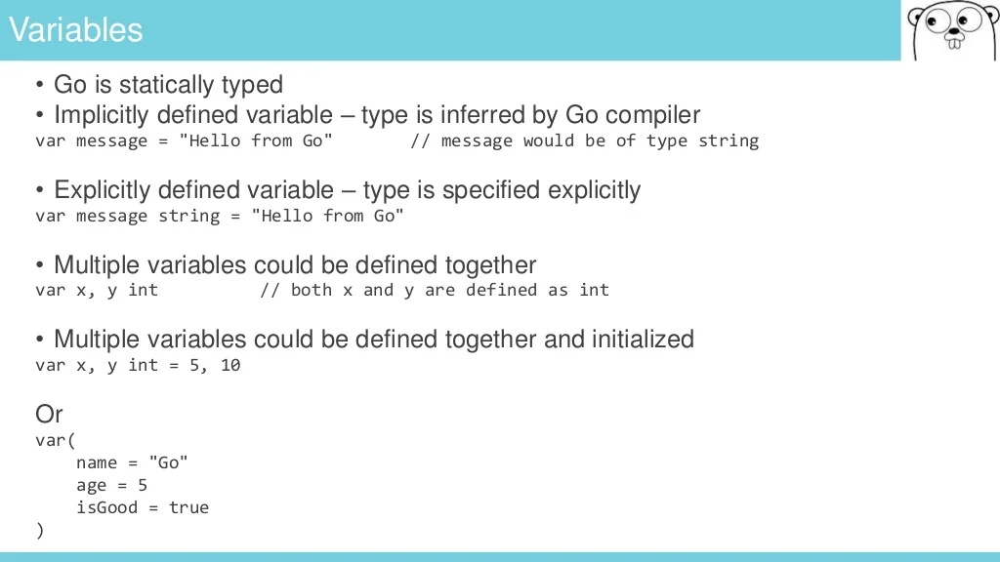 Variables
• Go is statically typed
• Implicitly defined variable – type is inferred by Go compiler
var message = "Hello from Go" // message would be of type string
• Explicitly defined variable – type is specified explicitly
var message string = "Hello from Go"
• Multiple variables could be defined together
var x, y int // both x and y are defined as int
• Multiple variables could be defined together and initialized
var x, y int = 5, 10
Or
var(
    name = "Go"
    age = 5
    isGood = true
)